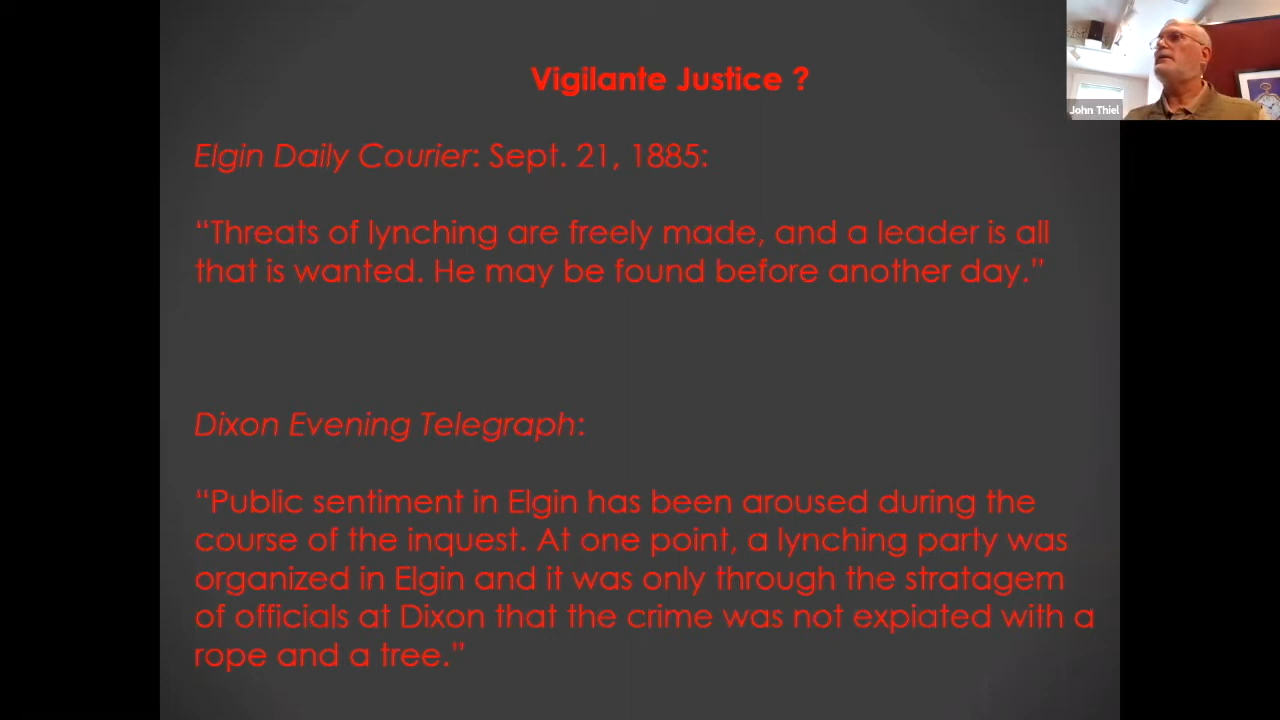 Vigilante Justice ?
John Thiel
Elgin Daily Courier: Sept. 21, 1885:
“Threats of lynching are freely made, and a leader is all
that is wanted. He may be found before another day.”
Dixon Evening Telegraph:
“Public sentiment in Elgin has been aroused during the
course of the inquest. At one point, a lynching party was
organized in Elgin and it was only through the stratagem
of officials at Dixon that the crime was not expiated with a
rope and a tree.”